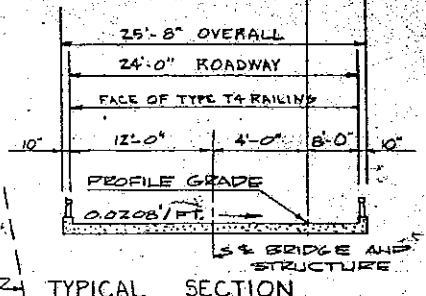 25'-8" OVERALL
24'-0" ROADWAY
FACE OF TYPE T4 RAILING
10" 12'-0" 4'-0" 8'-0" 10"
PROFILE GRADE
0.0208'/FT.
BRIDGE AND
STRUCTURE
TYPICAL SECTION